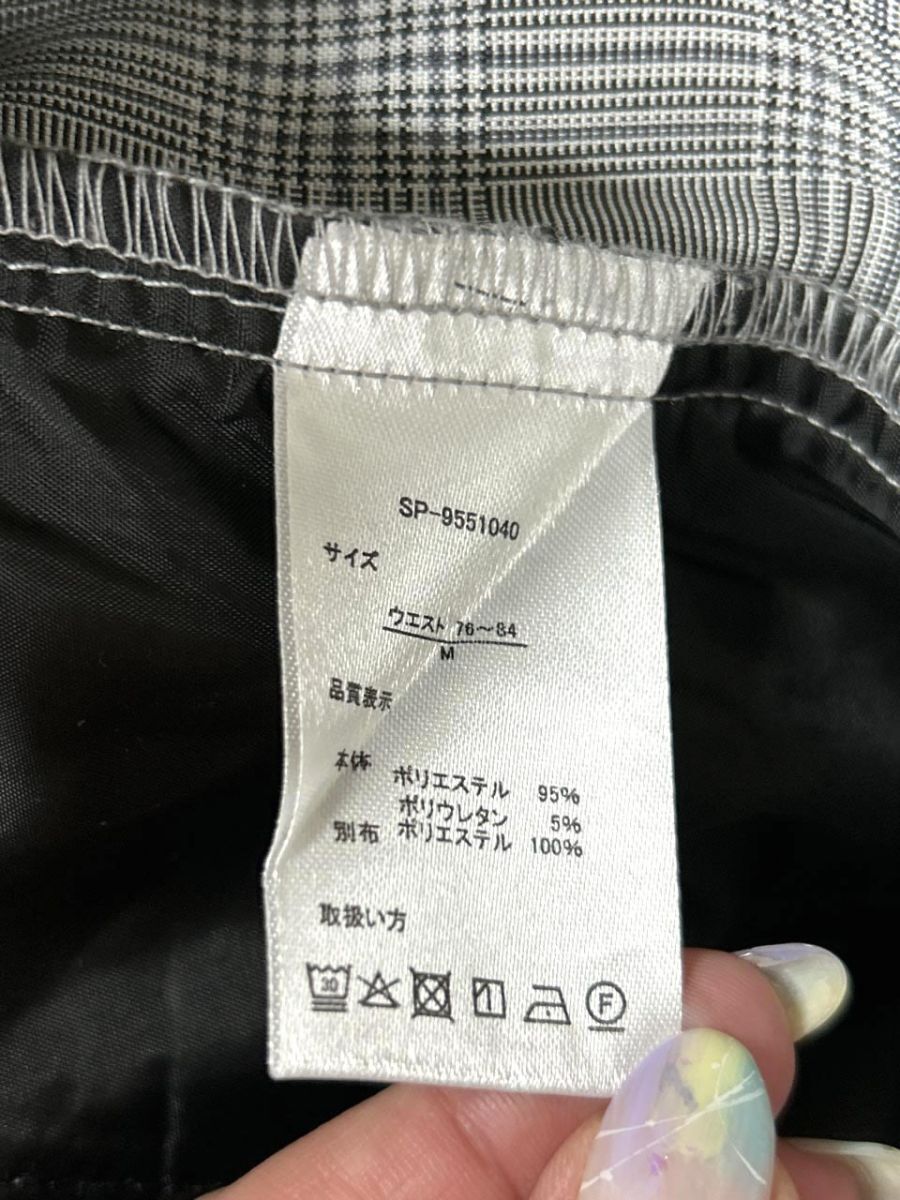 SP-9551040
サイズ
ウエスト 76～84
M
品質表示
本体 ポリエステル 95%
ポリウレタン 5%
別布 ポリエステル 100%
取扱い方
30 F